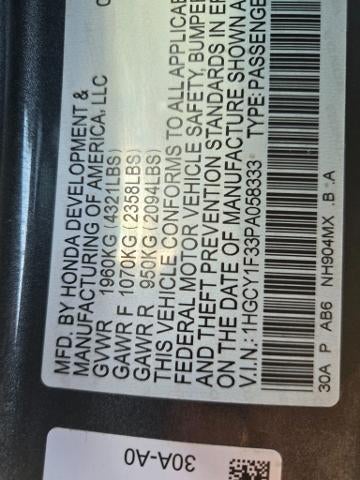 MFD. BY HONDA DEVELOPMENT &
MANUFACTURING OF AMERICA, LLC
GVWR 1960KG (4321LBS)
GAWR F 1070KG (2358LBS)
GAWR R 950KG (2094LBS)
THIS VEHICLE CONFORMS TO ALL APPLICAB
FEDERAL MOTOR VEHICLE SAFETY, BUMPER
AND THEFT PREVENTION STANDARDS IN EF
ON THE DATE OF MANUFACTURE SHOWN A
V.I.N.: 1HGCY1F33PA058333 TYPE: PASSENGE
30A P AB6 NH904MX B A
30A-A0